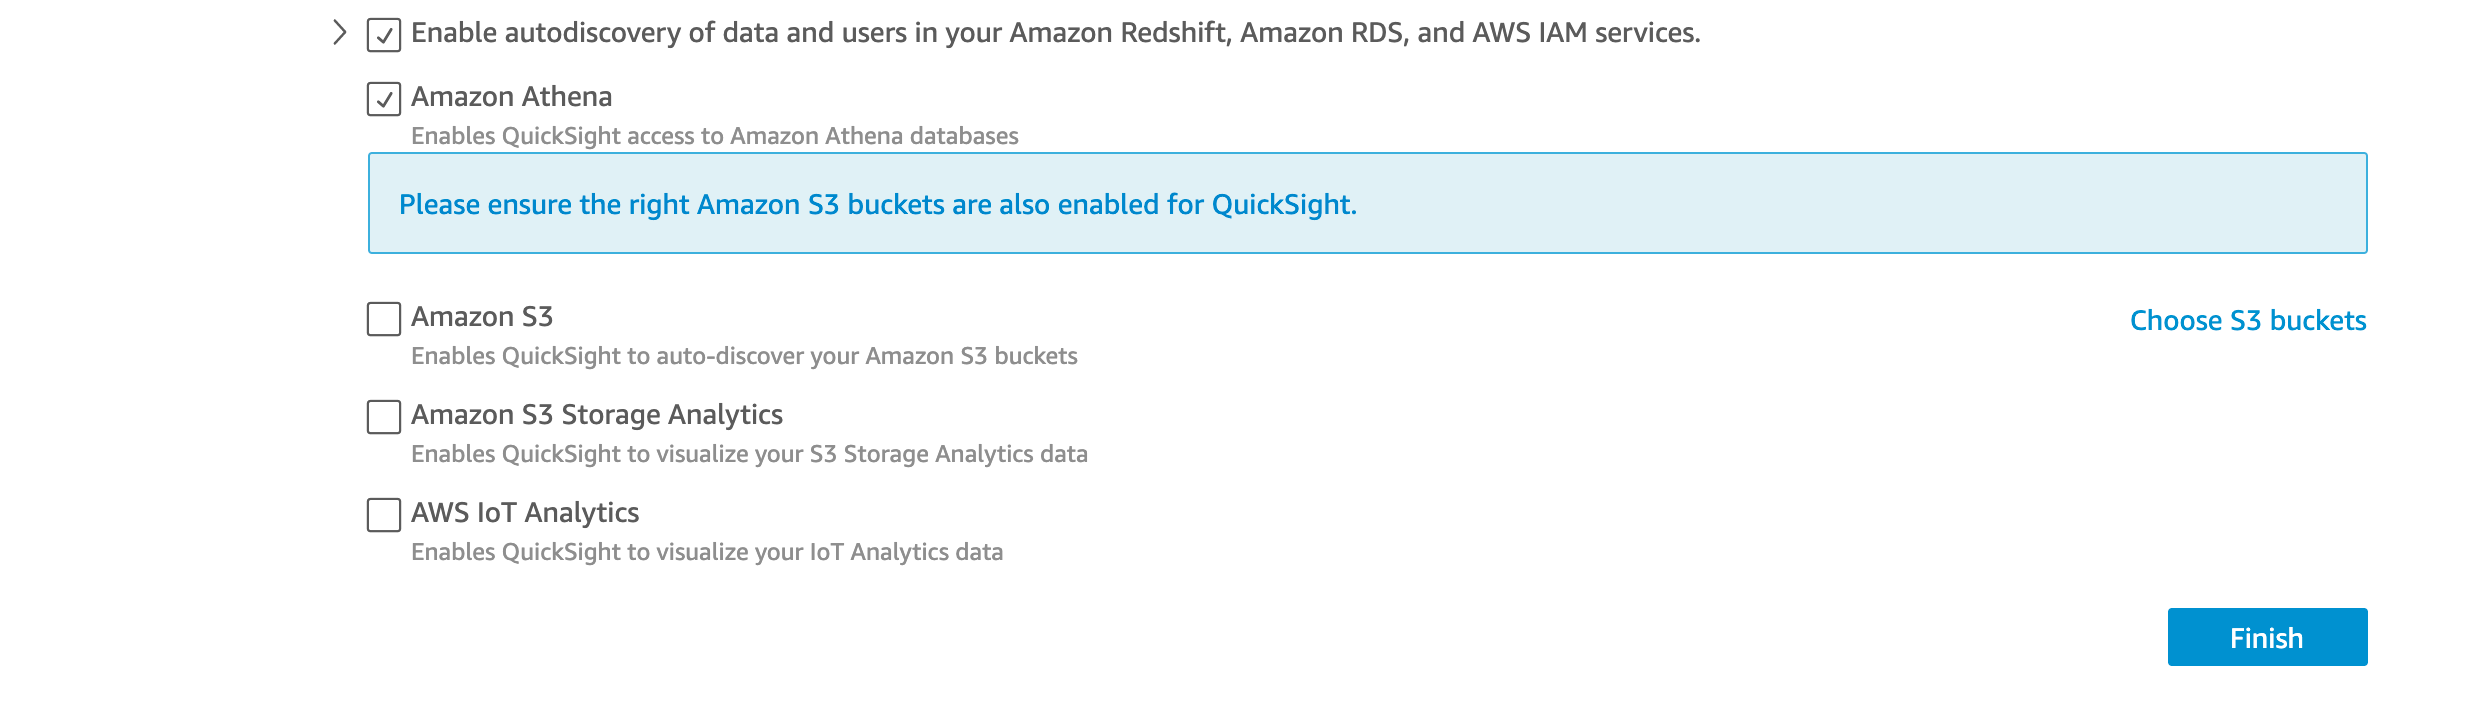 Enable autodiscovery of data and users in your Amazon Redshift, Amazon RDS, and AWS IAM services.
Amazon Athena
Enables QuickSight access to Amazon Athena databases
Please ensure the right Amazon S3 buckets are also enabled for QuickSight.
Amazon S3
Choose S3 buckets
Enables QuickSight to auto-discover your Amazon S3 buckets
Amazon S3 Storage Analytics
Enables QuickSight to visualize your S3 Storage Analytics data
AWS IoT Analytics
Enables QuickSight to visualize your IoT Analytics data
Finish